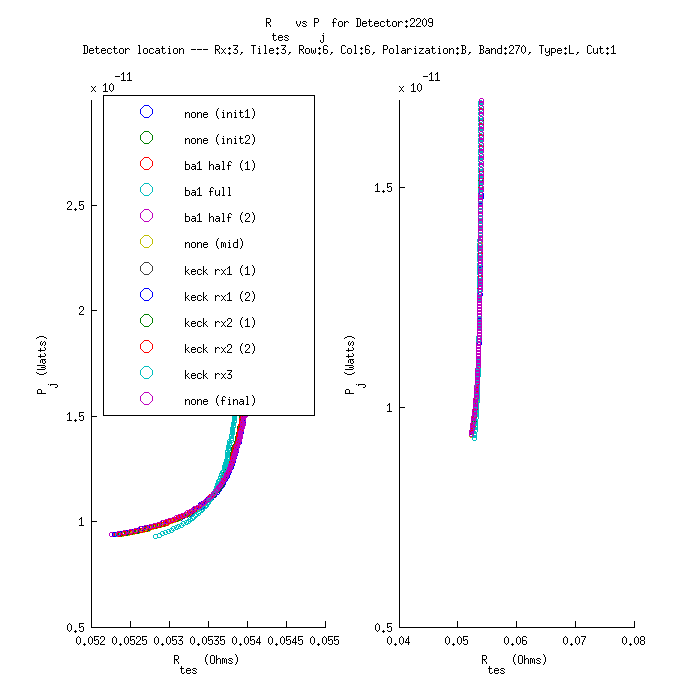 R tes vs P j for Detector:2209
Detector location --- Rx:3, Tile:3, Row:6, Col:6, Polarization:B, Band:270, Type:L, Cut:1
x 10 -11
none (init1)
none (init2)
ba1 half (1)
ba1 full
ba1 half (2)
none (mid)
keck rx1 (1)
keck rx1 (2)
keck rx2 (1)
keck rx2 (2)
keck rx3
none (final)
2.5
2
1.5
1
0.5
P j (Watts)
0.052 0.0525 0.053 0.0535 0.054 0.0545 0.055
R tes (Ohms)
x 10 -11
1.5
1
0.5
P j (Watts)
0.04 0.05 0.06 0.07 0.08
R tes (Ohms)